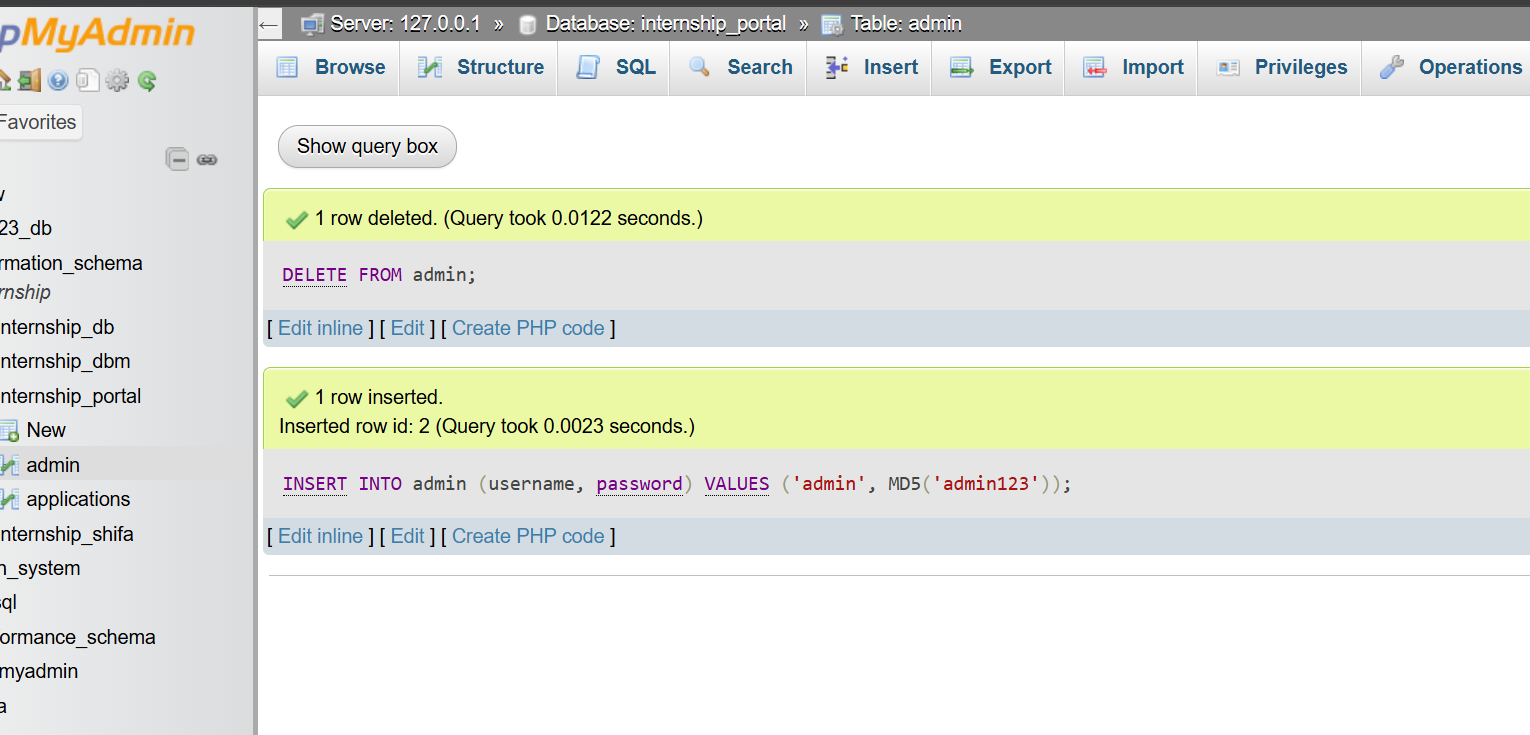 pMyAdmin
← Server: 127.0.0.1 » Database: internship_portal » Table: admin
Browse Structure SQL Search Insert Export Import Privileges Operations
Favorites
Show query box
23_db
rmation_schema
rnship
nternship_db
nternship_dbm
nternship_portal
New
admin
applications
nternship_shifa
n_system
sql
ormance_schema
myadmin
a
1 row deleted. (Query took 0.0122 seconds.)
DELETE FROM admin;
[ Edit inline ] [ Edit ] [ Create PHP code ]
1 row inserted.
Inserted row id: 2 (Query took 0.0023 seconds.)
INSERT INTO admin (username, password) VALUES ('admin', MD5('admin123'));
[ Edit inline ] [ Edit ] [ Create PHP code ]